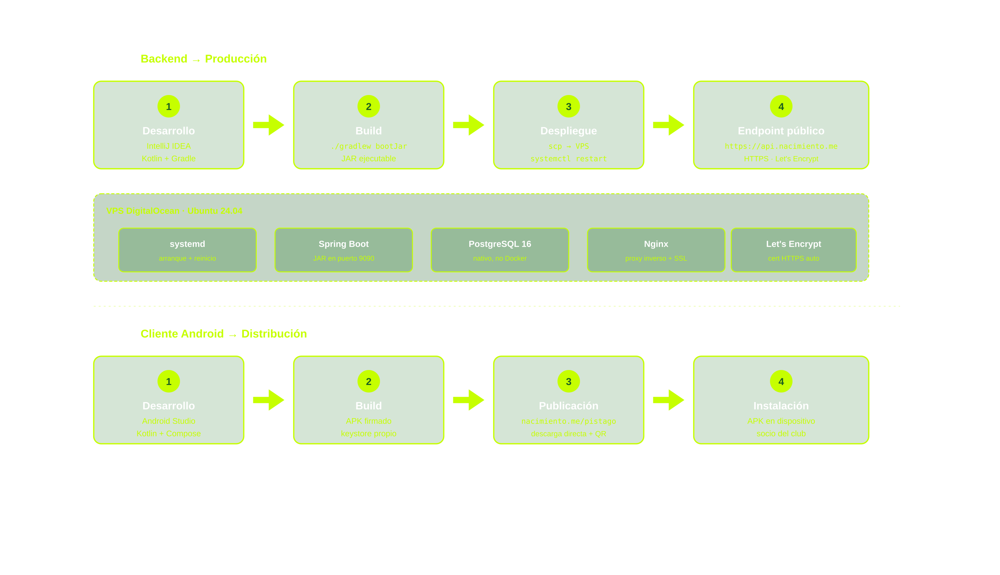 Backend → Producción
1
Desarrollo
IntelliJ IDEA
Kotlin + Gradle
2
Build
./gradlew bootJar
JAR ejecutable
3
Despliegue
scp → VPS
systemctl restart
4
Endpoint público
https://api.nacimiento.me
HTTPS · Let's Encrypt
VPS DigitalOcean · Ubuntu 24.04
systemd
arranque + reinicio
Spring Boot
JAR en puerto 9090
PostgreSQL 16
nativo, no Docker
Nginx
proxy inverso + SSL
Let's Encrypt
cert HTTPS auto
Cliente Android → Distribución
1
Desarrollo
Android Studio
Kotlin + Compose
2
Build
APK firmado
keystore propio
3
Publicación
nacimiento.me/pistago
descarga directa + QR
4
Instalación
APK en dispositivo
socio del club